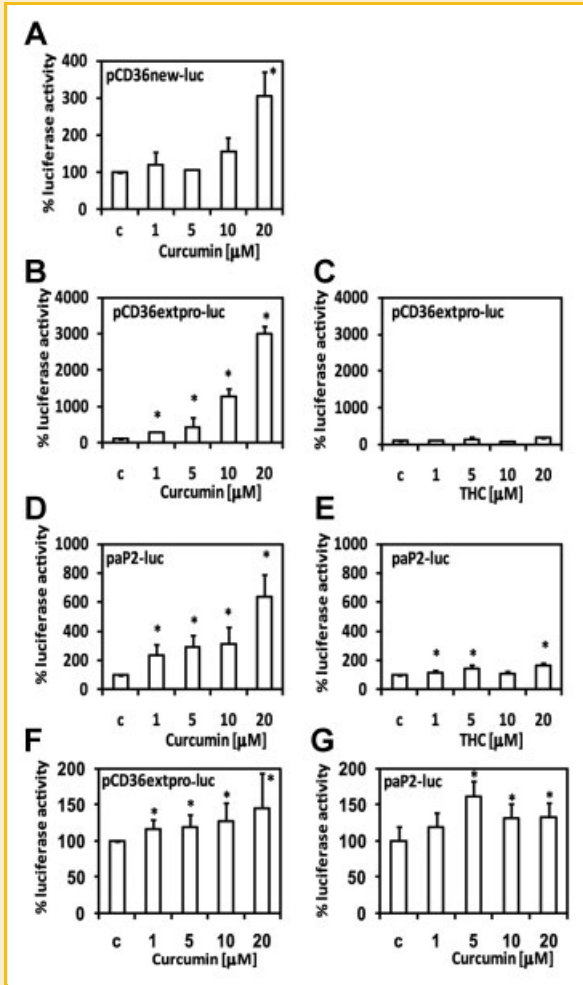 A
pCD36new-luc
% luciferase activity
400
300
200
100
0
*
c 1 5 10 20
Curcumin [μM]
B
pCD36extpro-luc
% luciferase activity
4000
3000
2000
1000
0
* * * *
c 1 5 10 20
Curcumin [μM]
C
pCD36extpro-luc
% luciferase activity
4000
3000
2000
1000
0
c 1 5 10 20
THC [μM]
D
paP2-luc
% luciferase activity
1000
800
600
400
200
0
* * * *
c 1 5 10 20
Curcumin [μM]
E
paP2-luc
% luciferase activity
1000
800
600
400
200
0
* * *
c 1 5 10 20
THC [μM]
F
pCD36extpro-luc
% luciferase activity
200
150
100
50
0
* * * *
c 1 5 10 20
Curcumin [μM]
G
paP2-luc
% luciferase activity
200
150
100
50
0
* * *
c 1 5 10 20
Curcumin [μM]